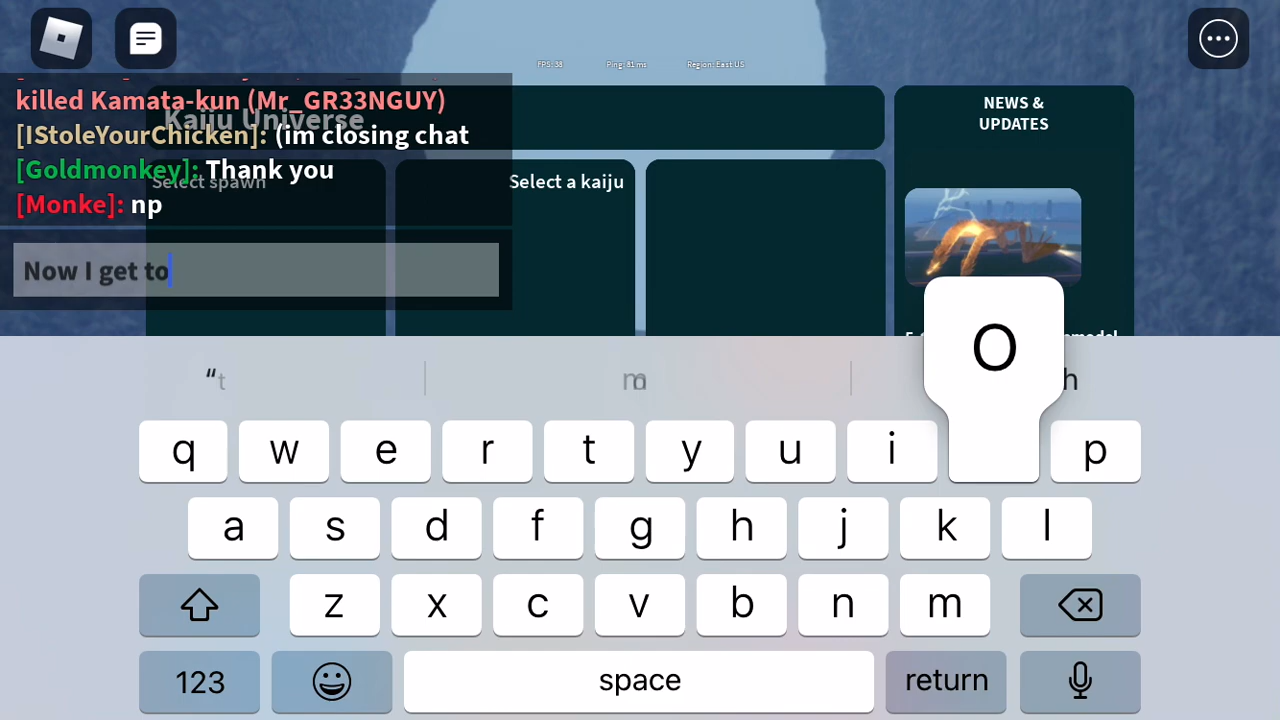 FPS: 38
Ping: 81 ms
Region: East US
killed Kamata-kun (Mr_GR33NGUY)
[IStoleYourChicken]: (im closing chat
[Goldmonkey]: Thank you
[Monke]: np
Now I get to
Kaiju Universe
Select spawn
Select a kaiju
NEWS &
UPDATES
O
q w e r t y u i p
a s d f g h j k l
z x c v b n m
123 space return